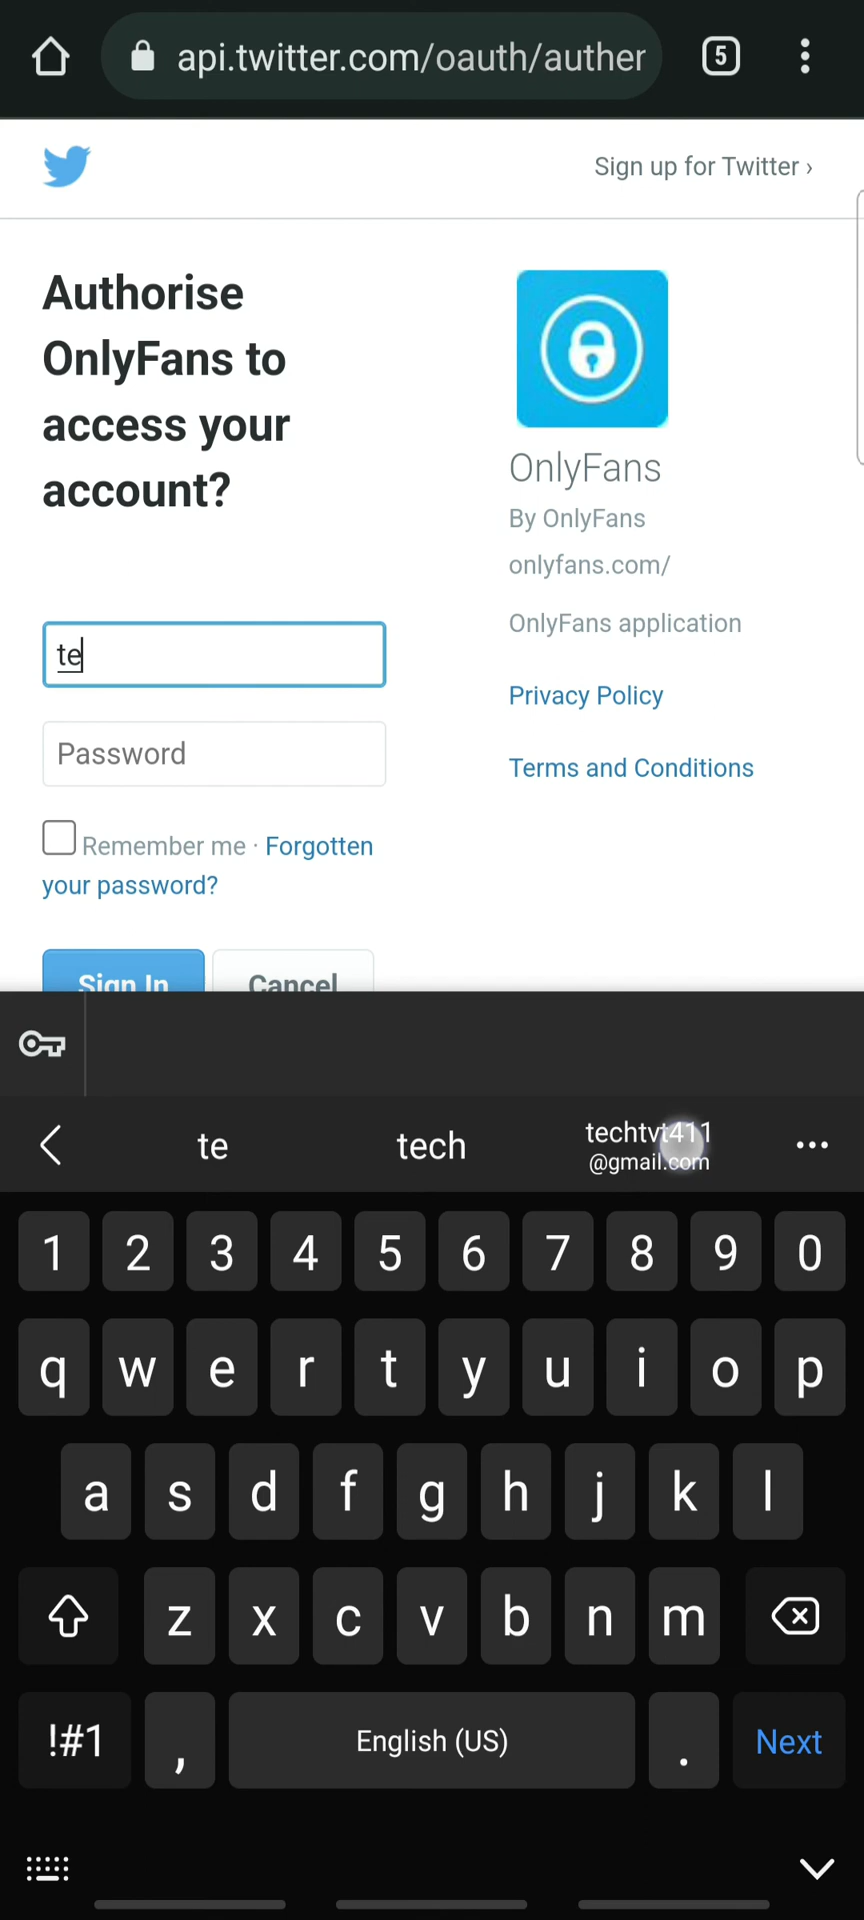 api.twitter.com/oauth/auther
5
Sign up for Twitter ›
Authorise
OnlyFans to
access your
account?
OnlyFans
By OnlyFans
onlyfans.com/
OnlyFans application
Privacy Policy
Terms and Conditions
te
Password
Remember me · Forgotten
your password?
Sign In
Cancel
te
tech
techtvt411
@gmail.com
1 2 3 4 5 6 7 8 9 0
q w e r t y u i o p
a s d f g h j k l
z x c v b n m
!#1 , English (US) . Next